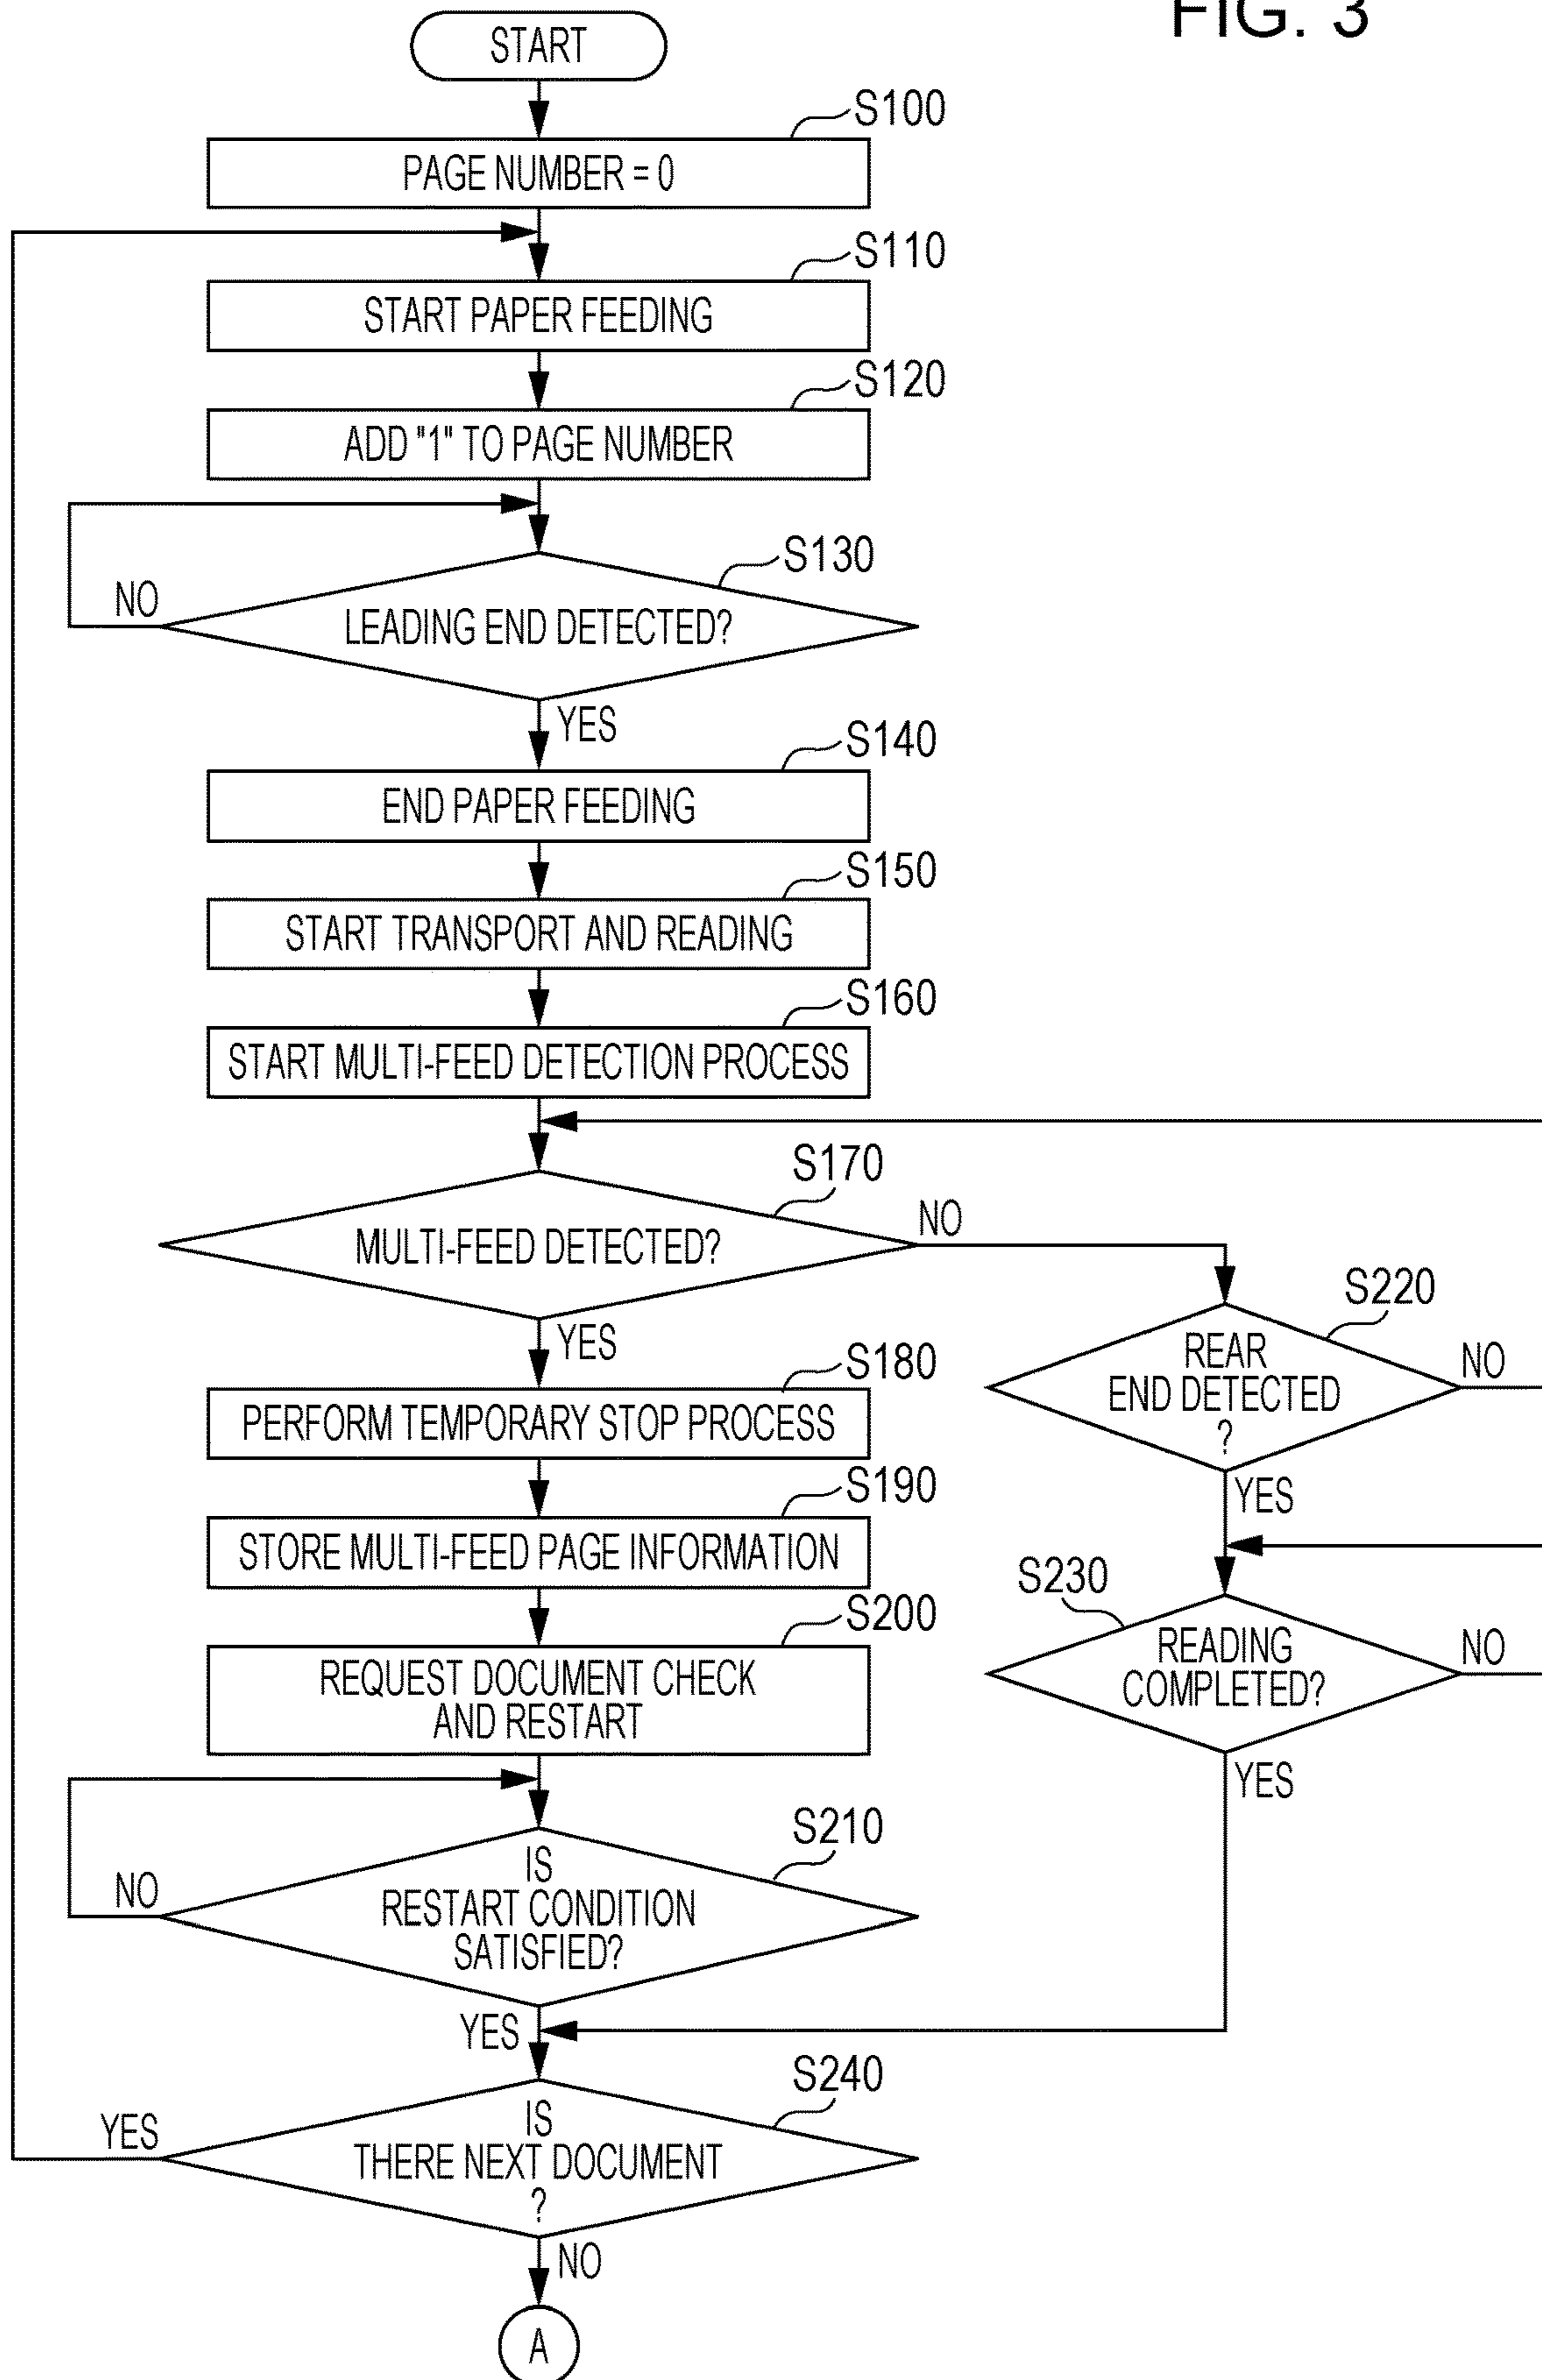 FIG. 3
START
S100
PAGE NUMBER = 0
S110
START PAPER FEEDING
S120
ADD "1" TO PAGE NUMBER
S130
NO
LEADING END DETECTED?
YES
S140
END PAPER FEEDING
S150
START TRANSPORT AND READING
S160
START MULTI-FEED DETECTION PROCESS
S170
NO
MULTI-FEED DETECTED?
YES
S220
REAR
END DETECTED
?
NO
YES
S180
PERFORM TEMPORARY STOP PROCESS
S190
STORE MULTI-FEED PAGE INFORMATION
S230
READING
COMPLETED?
NO
YES
S200
REQUEST DOCUMENT CHECK
AND RESTART
S210
NO
IS
RESTART CONDITION
SATISFIED?
YES
S240
YES
IS
THERE NEXT DOCUMENT
?
NO
A